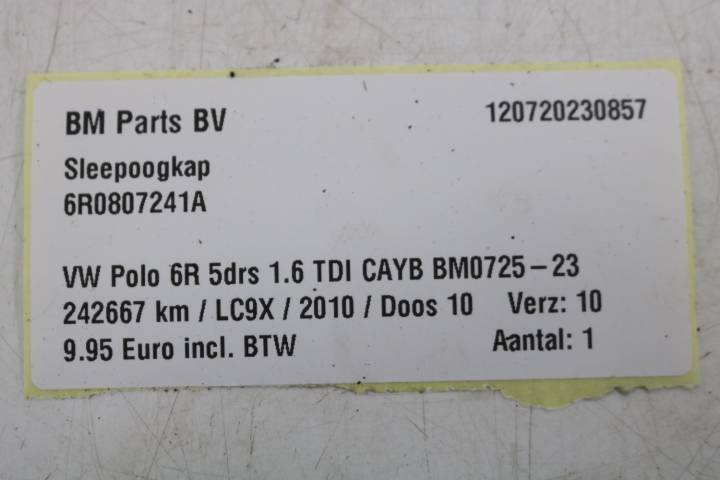 BM Parts BV 120720230857
Sleepoogkap
6R0807241A
VW Polo 6R 5drs 1.6 TDI CAYB BM0725-23
242667 km / LC9X / 2010 / Doos 10 Verz: 10
9.95 Euro incl. BTW Aantal: 1